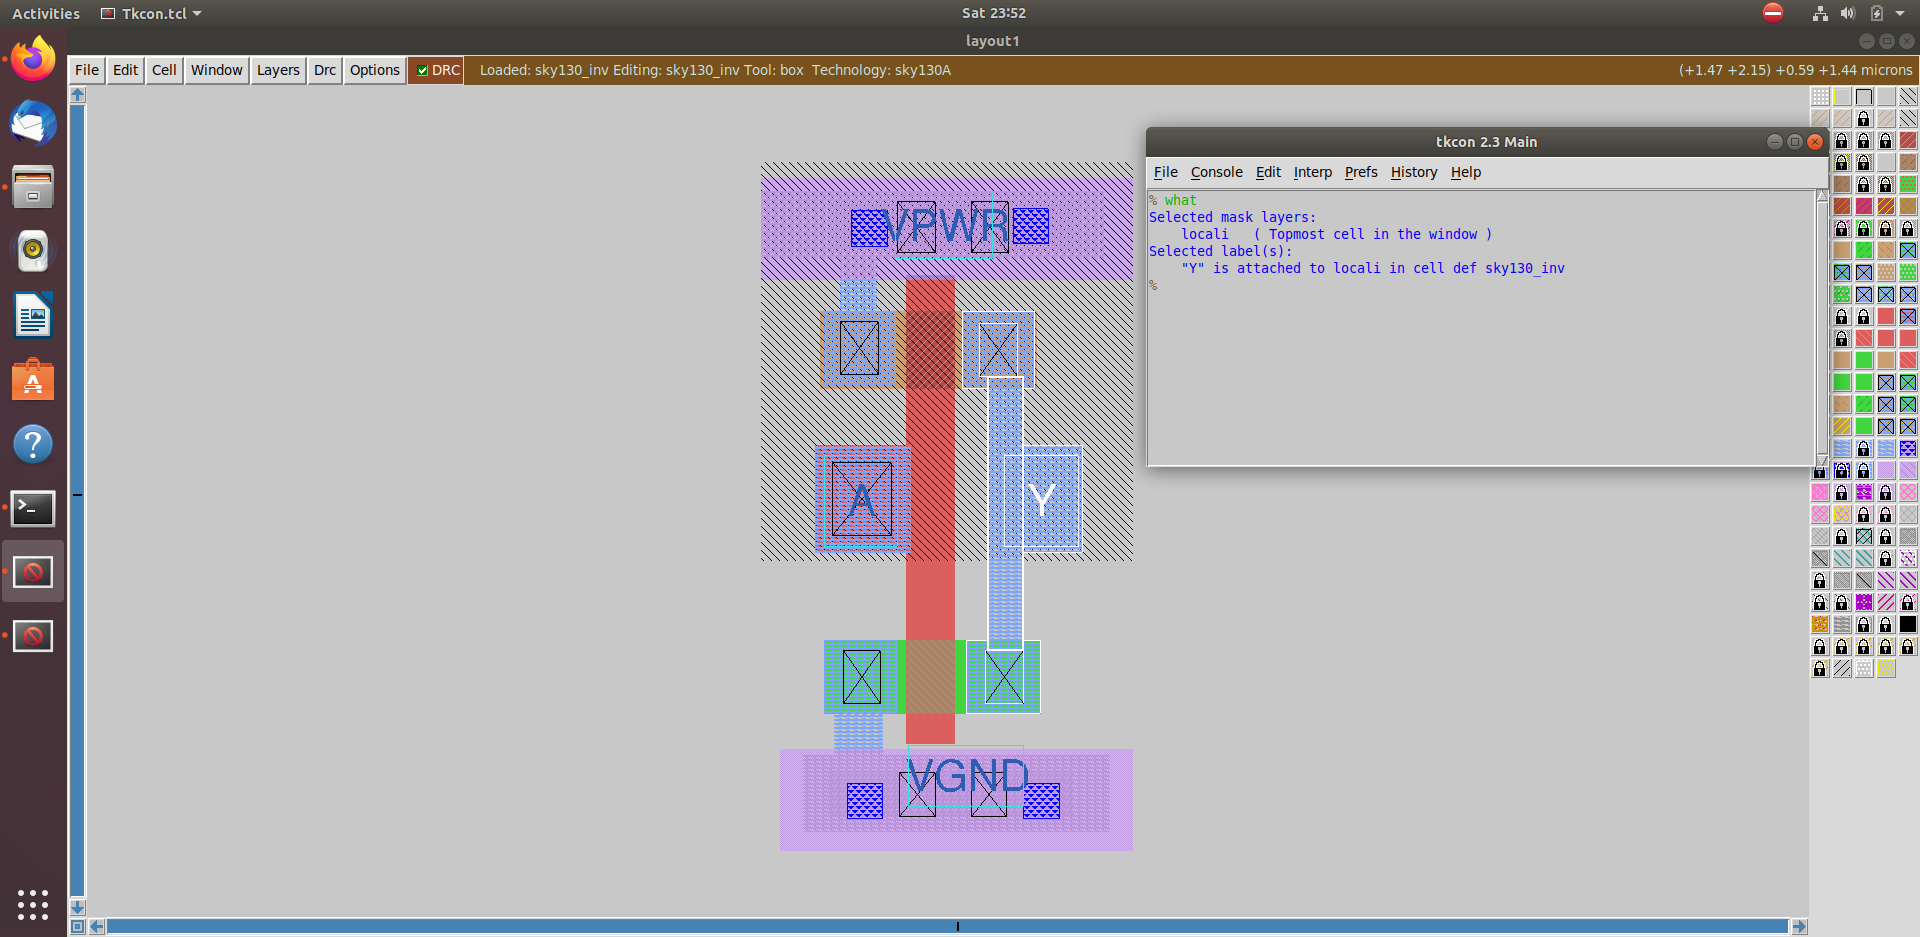 Activities Tkcon.tcl Sat 23:52
layout1
File Edit Cell Window Layers Drc Options DRC Loaded: sky130_inv Editing: sky130_inv Tool: box Technology: sky130A (+1.47 +2.15) +0.59 +1.44 microns
tkcon 2.3 Main
File Console Edit Interp Prefs History Help
% what
Selected mask layers:
locali ( Topmost cell in the window )
Selected label(s):
"Y" is attached to locali in cell def sky130_inv
%
VPWR
A Y
VGND